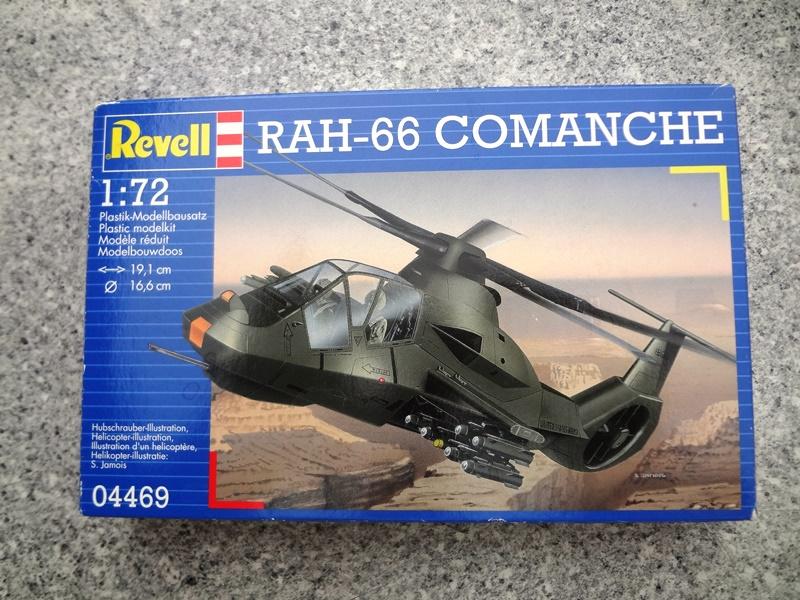 Revell
RAH-66 COMANCHE
1:72
Plastik-Modellbausatz
Plastic modelkit
Modèle réduit
Modelbouwdoos
19,1 cm
16,6 cm
Hubschrauber-Illustration,
Helicopter-illustration,
Illustration d'un helicoptère,
Helikopter-illustratie:
S. Jamois
04469